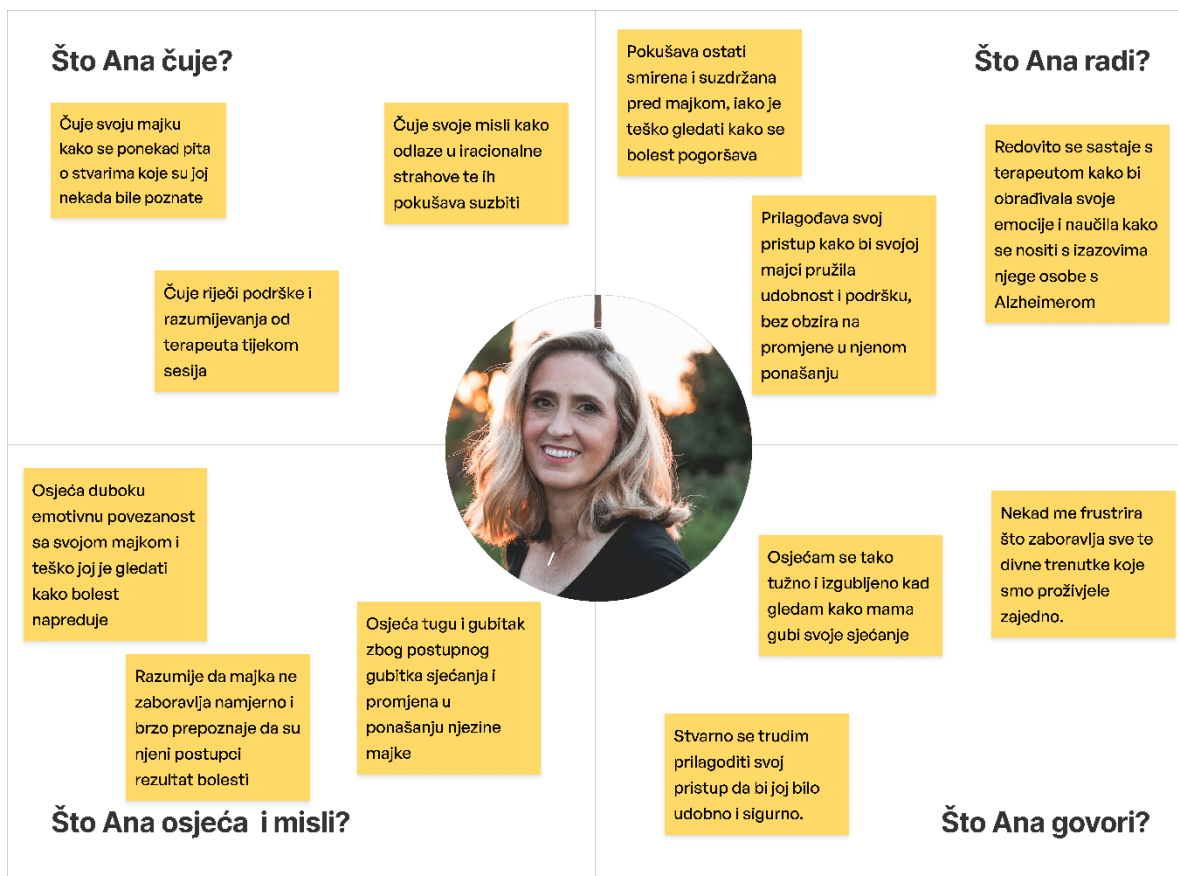 Što Ana čuje?
Čuje svoju majku
kako se ponekad pita
o stvarima koje su joj
nekada bile poznate
Čuje svoje misli kako
odlaze u iracionalne
strahove te ih
pokušava suzbiti
Čuje riječi podrške i
razumijevanja od
terapeuta tijekom
sesija
Što Ana radi?
Pokušava ostati
smirena i suzdržana
pred majkom, iako je
teško gledati kako se
bolest pogoršava
Redovito se sastaje s
terapeutom kako bi
obrađivala svoje
emocije i naučila kako
se nositi s izazovima
njege osobe s
Alzheimerom
Prilagođava svoj
pristup kako bi svojoj
majci pružila
udobnost i podršku,
bez obzira na
promjene u njenom
ponašanju
Osjeća duboku
emotivnu povezanost
sa svojom majkom i
teško joj je gledati
kako bolest
napreduje
Osjeća tugu i gubitak
zbog postupnog
gubitka sjećanja i
promjena u
ponašanju njezine
majke
Razumije da majka ne
zaboravlja namjerno i
brzo prepoznaje da su
njeni postupci
rezultat bolesti
Što Ana osjeća i misli?
Nekad me frustrira
što zaboravlja sve te
divne trenutke koje
smo proživjele
zajedno.
Osjećam se tako
tužno i izgubljeno kad
gledam kako mama
gubi svoje sjećanje
Stvarno se trudim
prilagoditi svoj
pristup da bi joj bilo
udobno i sigurno.
Što Ana govori?